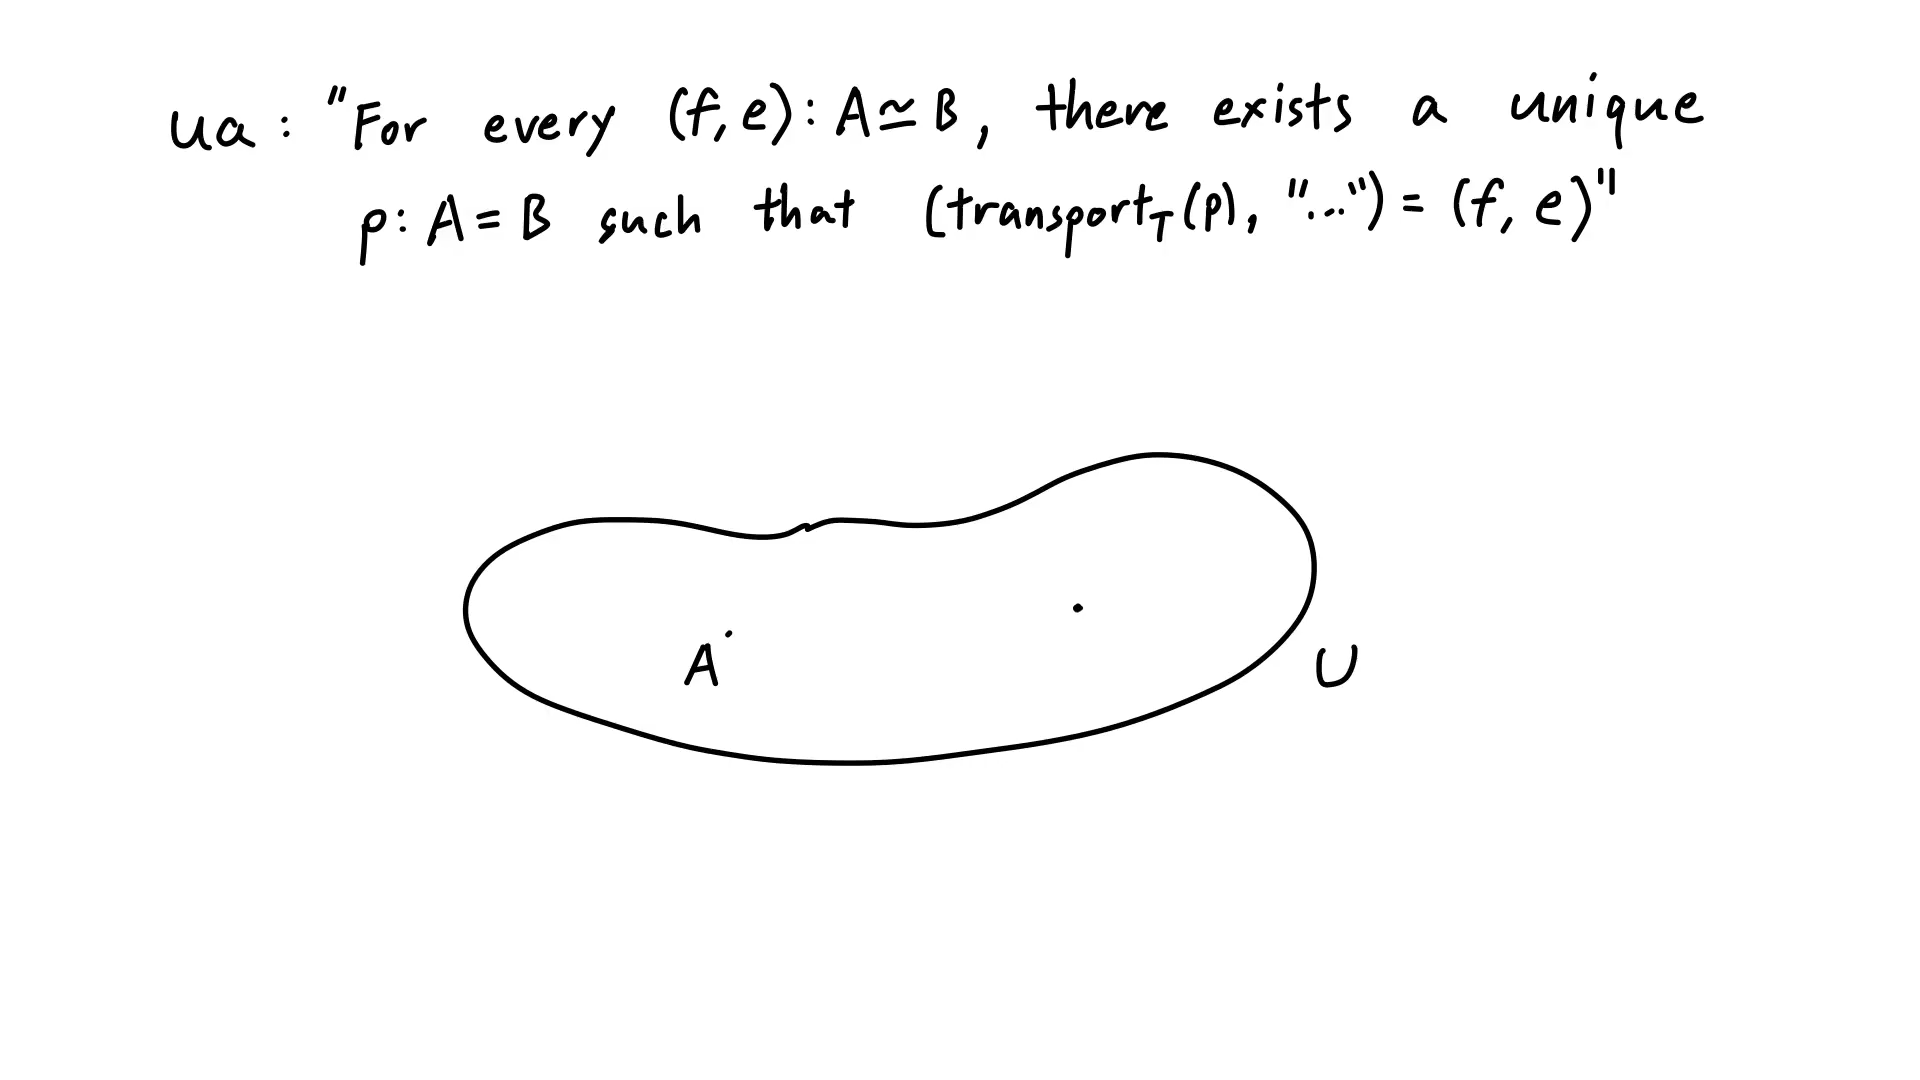 ua : "For every (f, e) : A ≃ B, there exists a unique
p : A = B such that (transport_T(p), "...") = (f, e)"
A
U